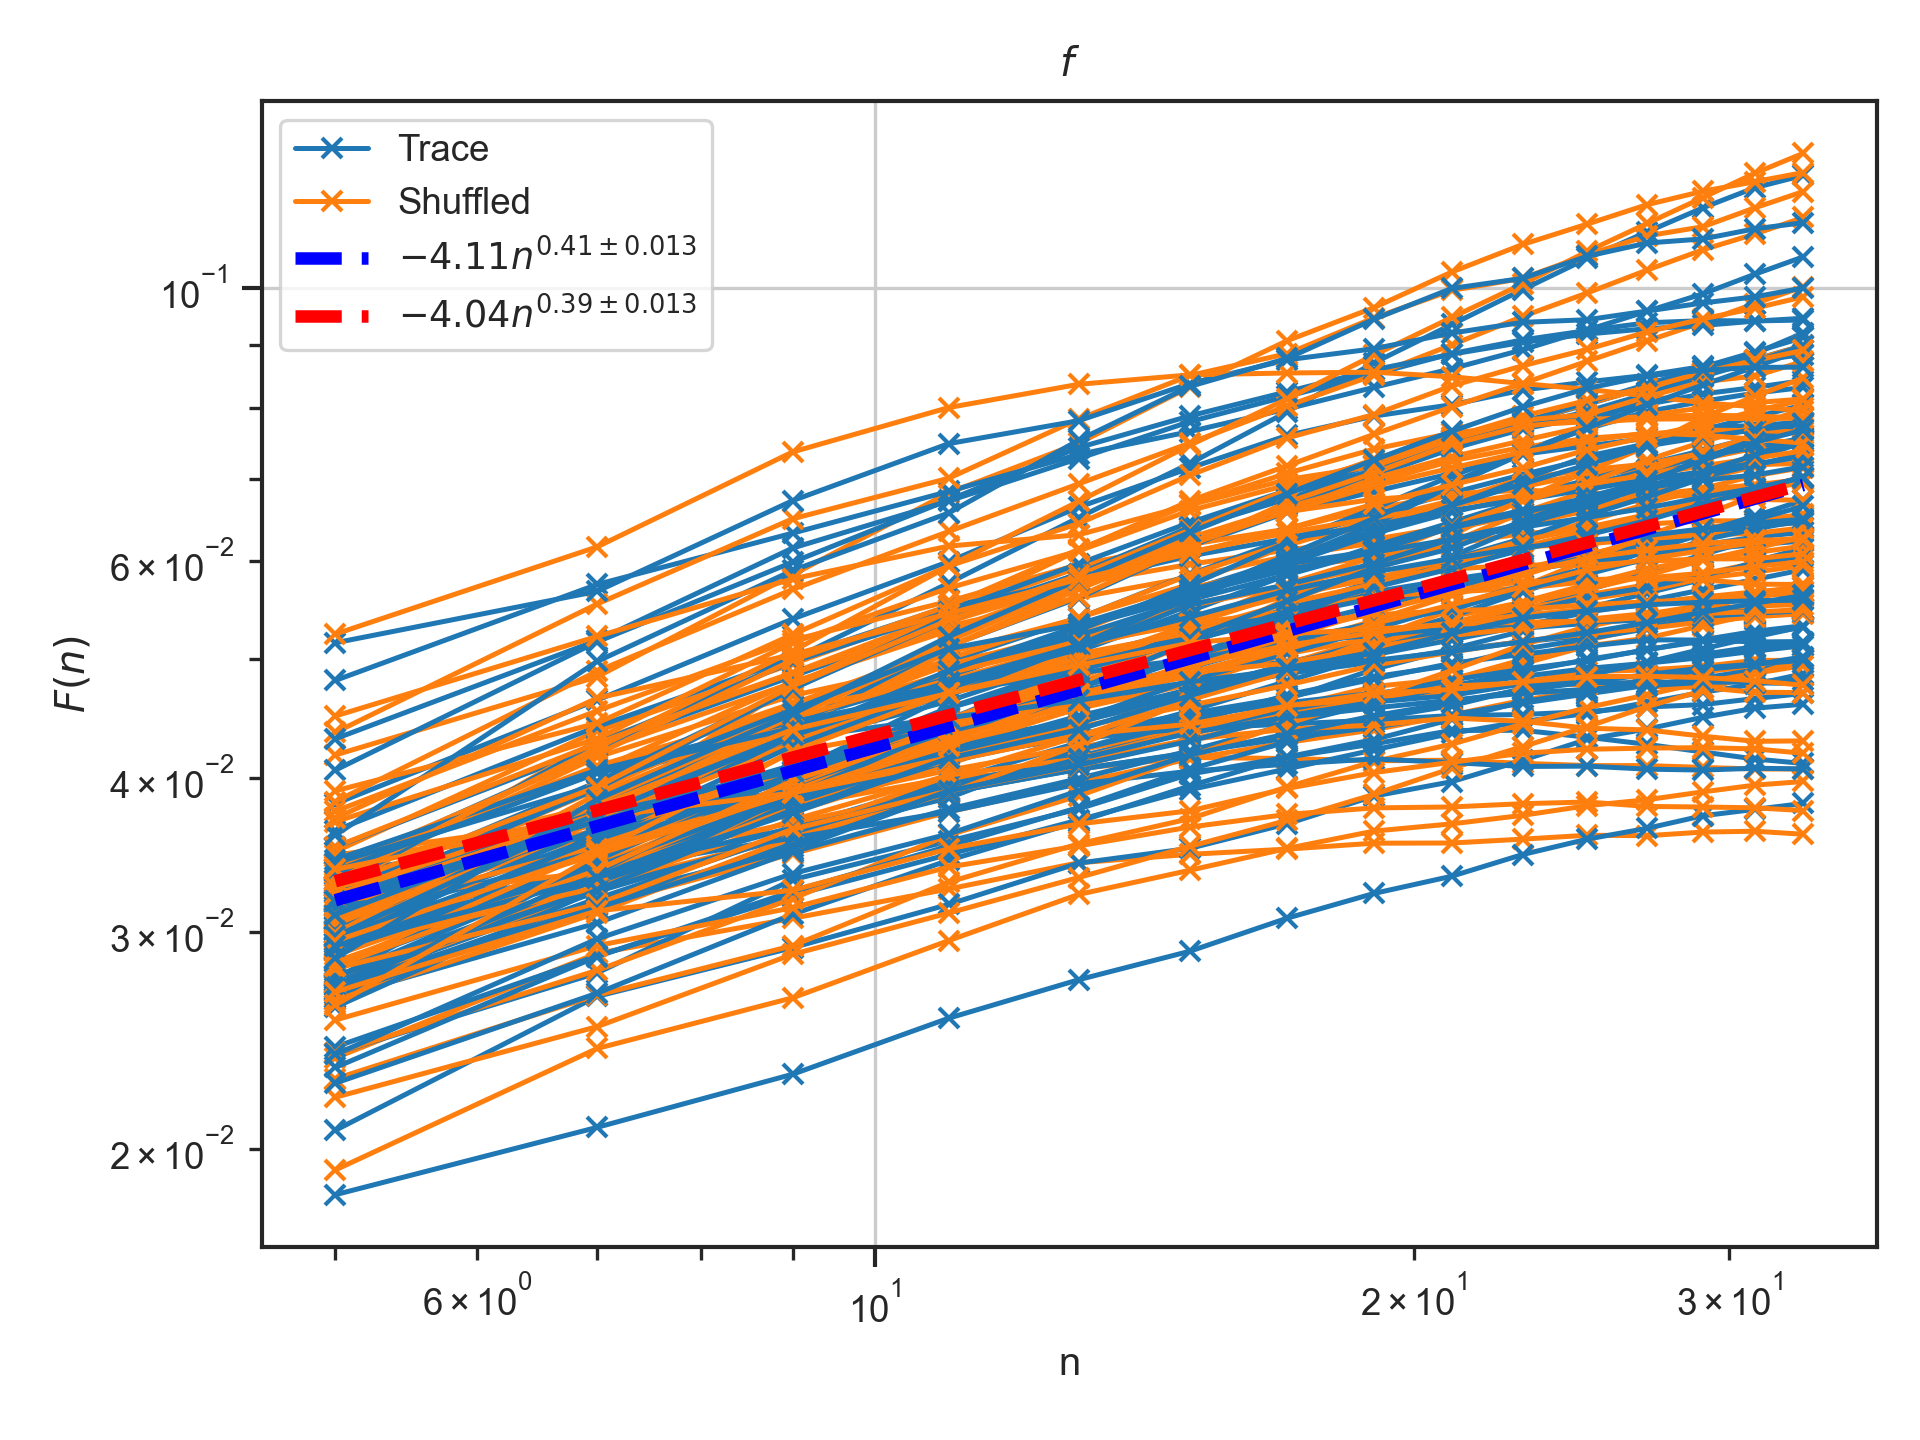 f
Trace
Shuffled
−4.11n^{0.41±0.013}
−4.04n^{0.39±0.013}
10^{−1}
6×10^{−2}
4×10^{−2}
3×10^{−2}
2×10^{−2}
F(n)
6×10^{0}
10^{1}
2×10^{1}
3×10^{1}
n